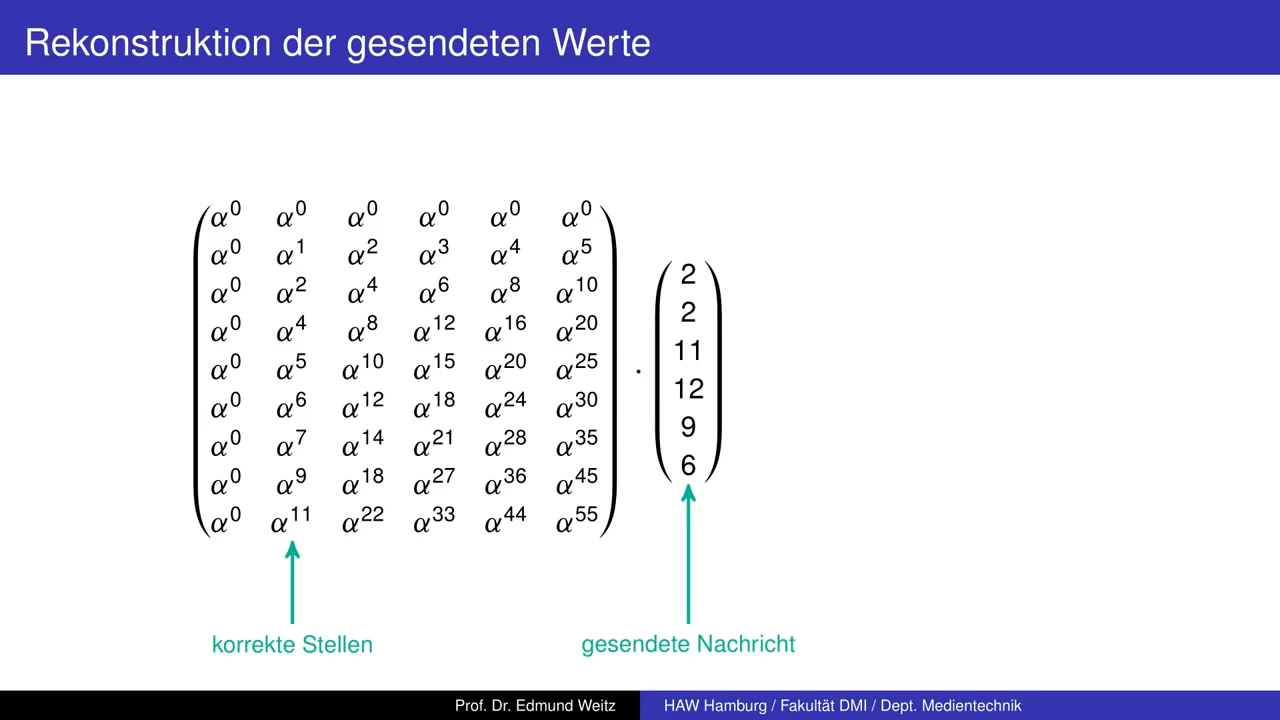 Rekonstruktion der gesendeten Werte
α⁰ α⁰ α⁰ α⁰ α⁰ α⁰
α⁰ α¹ α² α³ α⁴ α⁵
α⁰ α² α⁴ α⁶ α⁸ α¹⁰
α⁰ α⁴ α⁸ α¹² α¹⁶ α²⁰
α⁰ α⁵ α¹⁰ α¹⁵ α²⁰ α²⁵
α⁰ α⁶ α¹² α¹⁸ α²⁴ α³⁰
α⁰ α⁷ α¹⁴ α²¹ α²⁸ α³⁵
α⁰ α⁹ α¹⁸ α²⁷ α³⁶ α⁴⁵
α⁰ α¹¹ α²² α³³ α⁴⁴ α⁵⁵
·
2
2
11
12
9
6
korrekte Stellen
gesendete Nachricht
Prof. Dr. Edmund Weitz
HAW Hamburg / Fakultät DMI / Dept. Medientechnik